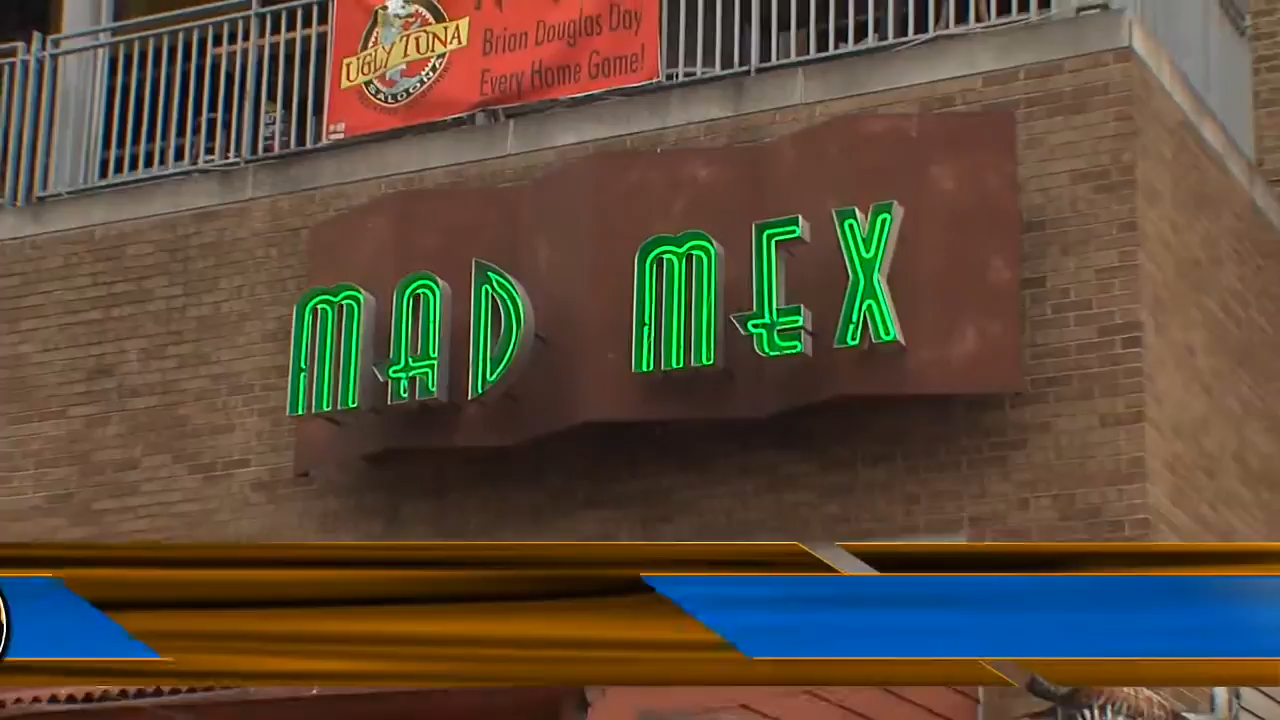 UGLY TUNA
SALOONA
Brian Douglas Day
Every Home Game!
MAD MEX